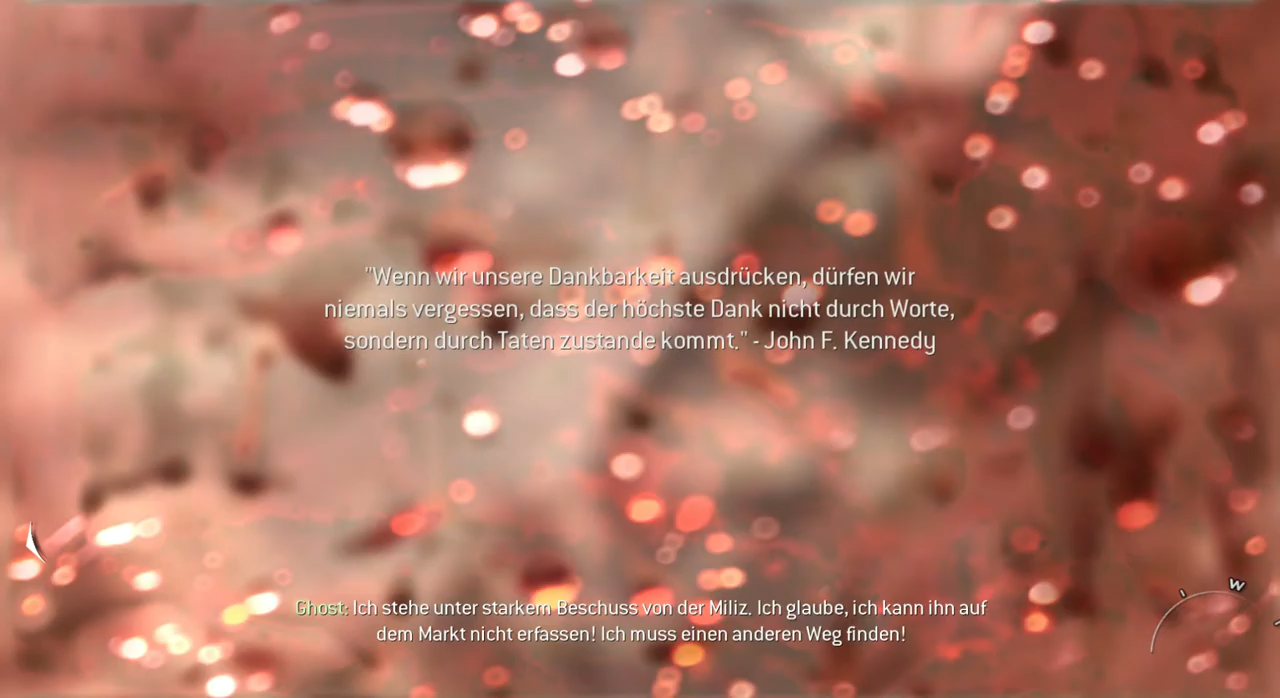 "Wenn wir unsere Dankbarkeit ausdrücken, dürfen wir
niemals vergessen, dass der höchste Dank nicht durch Worte,
sondern durch Taten zustande kommt." - John F. Kennedy
Ghost: Ich stehe unter starkem Beschuss von der Miliz. Ich glaube, ich kann ihn auf
dem Markt nicht erfassen! Ich muss einen anderen Weg finden!
W